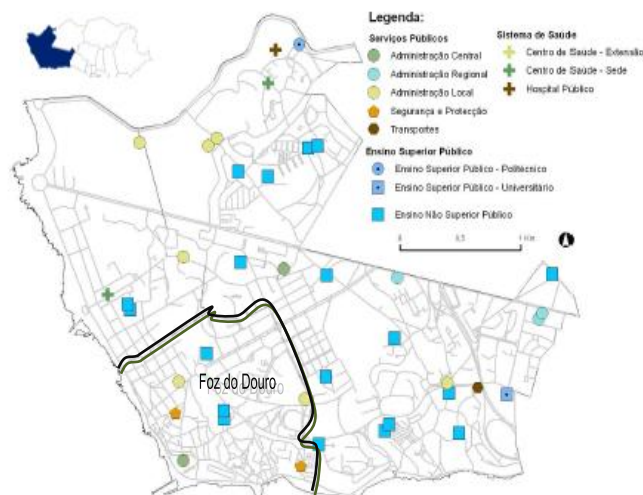 Legenda:
Serviços Públicos
Administração Central
Administração Regional
Administração Local
Segurança e Protecção
Transportes
Sistema de Saúde
Centro de Saúde - Extensão
Centro de Saúde - Sede
Hospital Público
Ensino Superior Público
Ensino Superior Público - Politécnico
Ensino Superior Público - Universitário
Ensino Não Superior Público
0 0,5 1 Km
Foz do Douro